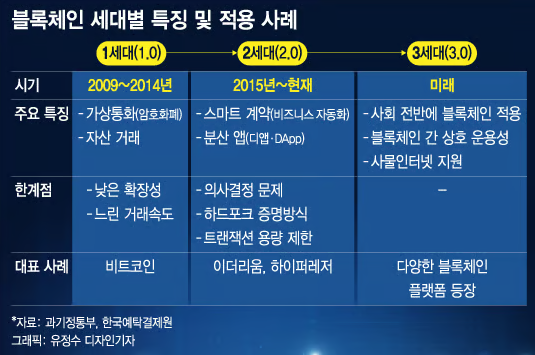 블록체인 세대별 특징 및 적용 사례
1세대(1.0) 2세대(2.0) 3세대(3.0)
시기 2009~2014년 2015년~현재 미래
주요 특징 - 가상통화(암호화폐) - 스마트 계약(비즈니스 자동화) - 사회 전반에 블록체인 적용
- 자산 거래 - 분산 앱(디앱·DApp) - 블록체인 간 상호 운용성
- 사물인터넷 지원
한계점 - 낮은 확장성 - 의사결정 문제 –
- 느린 거래속도 - 하드포크 증명방식
- 트랜잭션 용량 제한
대표 사례 비트코인 이더리움, 하이퍼레저 다양한 블록체인
플랫폼 등장
*자료: 과기정통부, 한국예탁결제원
그래픽: 유정수 디자인기자